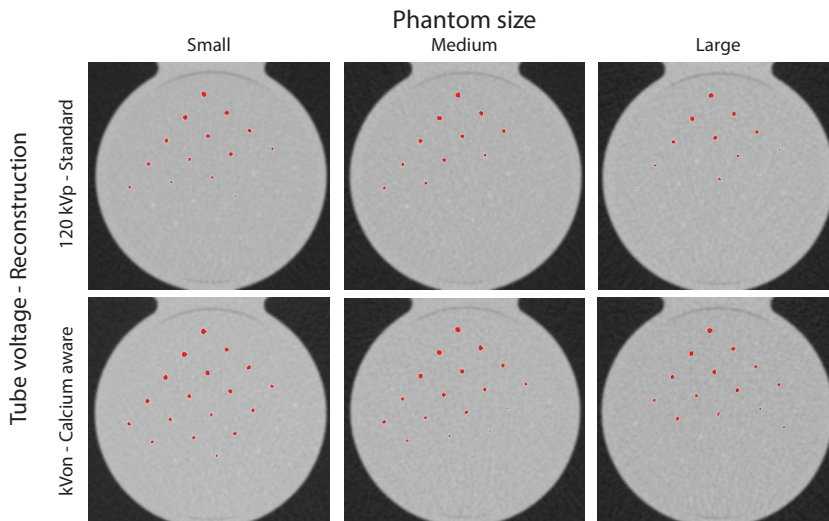 Phantom size
Small
Medium
Large
Tube voltage - Reconstruction
120 kVp - Standard
kVon - Calcium aware